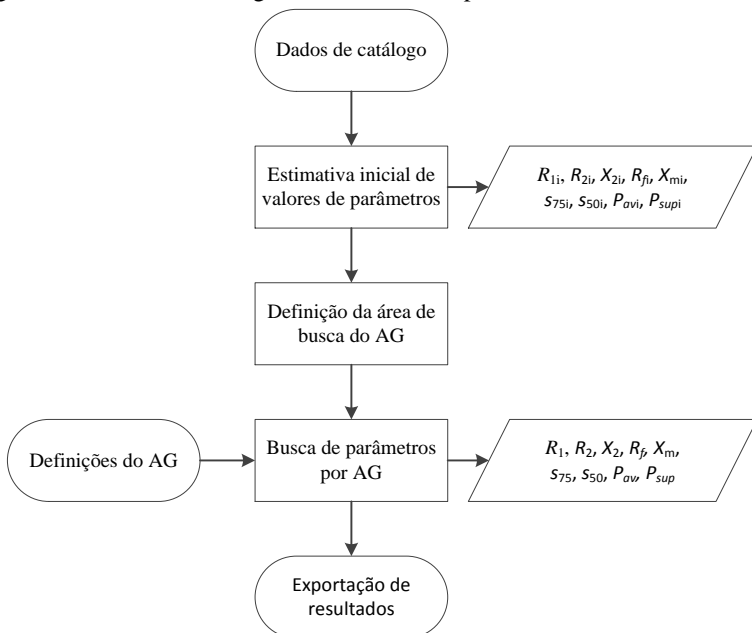 Dados de catálogo
Estimativa inicial de
valores de parâmetros
R1i, R2i, X2i, Rfi, Xmi,
s75i, s50i, Pavi, Psupi
Definição da área de
busca do AG
Definições do AG
Busca de parâmetros
por AG
R1, R2, X2, Rf, Xm,
s75, s50, Pav, Psup
Exportação de
resultados